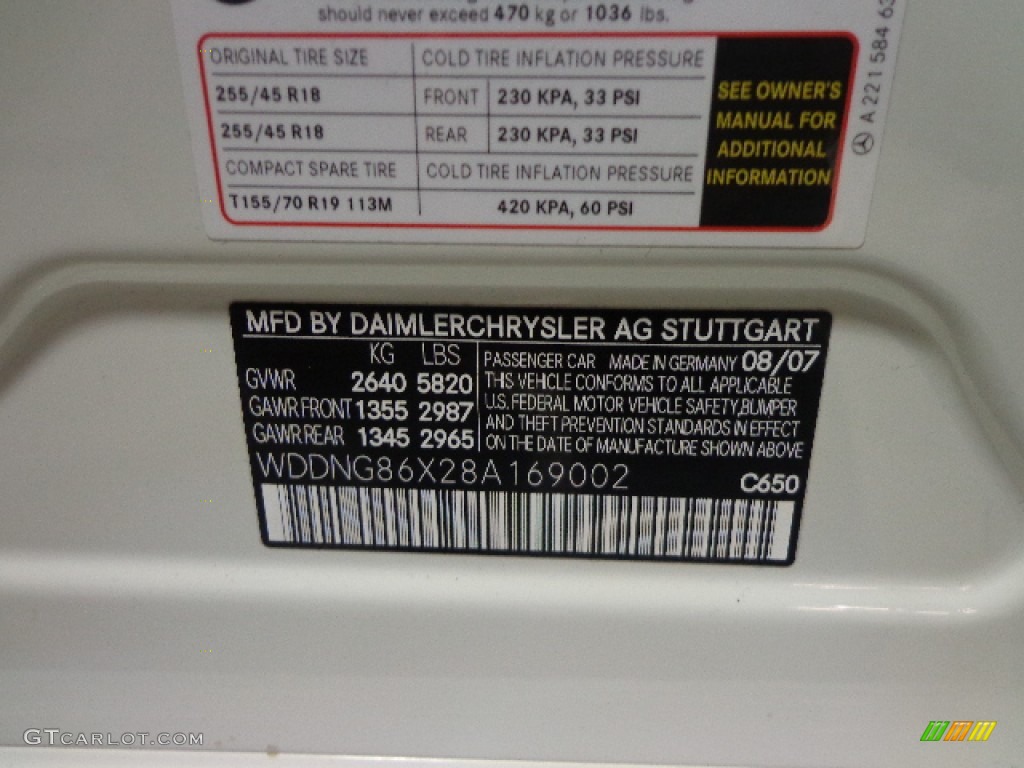 should never exceed 470 kg or 1036 lbs.
ORIGINAL TIRE SIZE COLD TIRE INFLATION PRESSURE
255/45 R18 FRONT 230 KPA, 33 PSI
255/45 R18 REAR 230 KPA, 33 PSI
COMPACT SPARE TIRE COLD TIRE INFLATION PRESSURE
T155/70 R19 113M 420 KPA, 60 PSI
SEE OWNER'S
MANUAL FOR
ADDITIONAL
INFORMATION
A 221 584 63
MFD BY DAIMLERCHRYSLER AG STUTTGART
KG LBS
GVWR 2640 5820
GAWR FRONT 1355 2987
GAWR REAR 1345 2965
PASSENGER CAR MADE IN GERMANY 08/07
THIS VEHICLE CONFORMS TO ALL APPLICABLE
U.S. FEDERAL MOTOR VEHICLE SAFETY,BUMPER
AND THEFT PREVENTION STANDARDS IN EFFECT
ON THE DATE OF MANUFACTURE SHOWN ABOVE
WDDNG86X28A169002
C650
GTCARLOT.COM